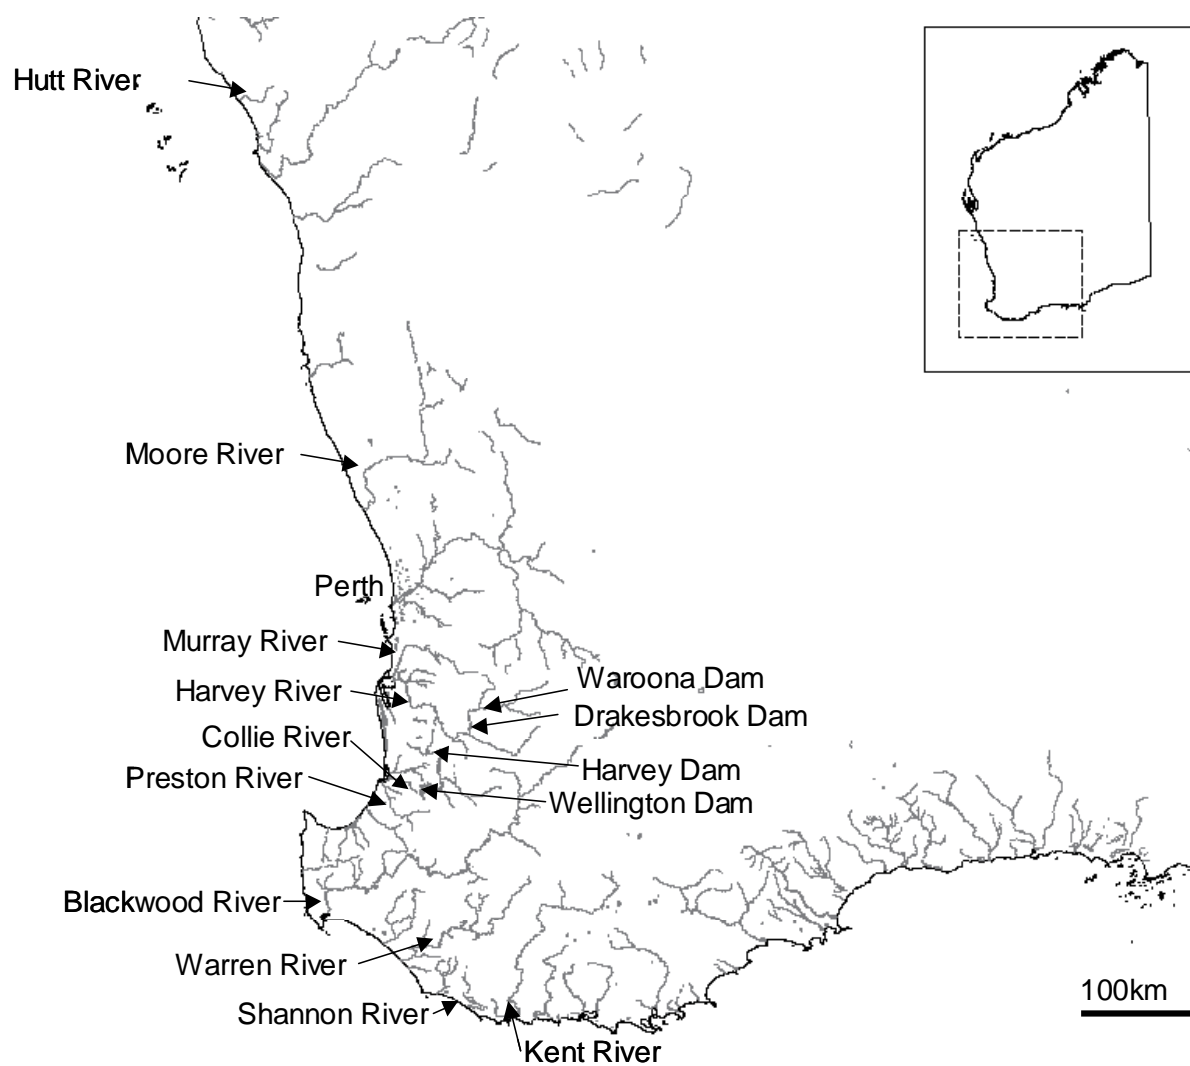 Hutt River
Moore River
Perth
Murray River
Waroona Dam
Harvey River
Drakesbrook Dam
Collie River
Harvey Dam
Preston River
Wellington Dam
Blackwood River
Warren River
100km
Shannon River
Kent River